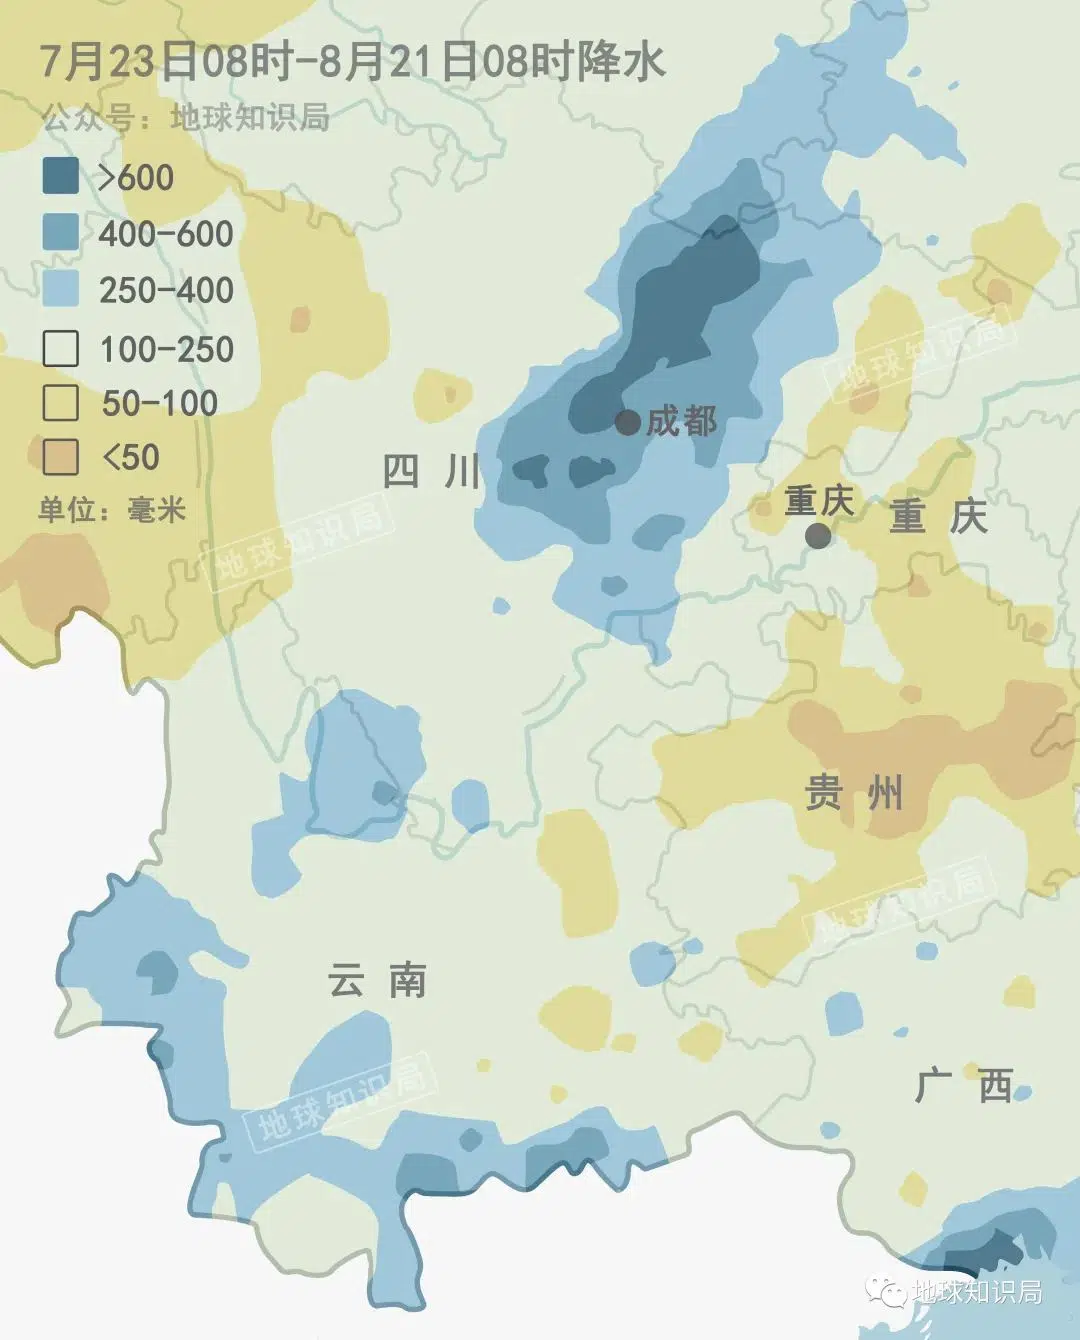 7月23日08时-8月21日08时降水
公众号：地球知识局
>600
400-600
250-400
100-250
50-100
<50
单位：毫米
地球知识局
成都
四 川
重庆
重 庆
地球知识局
贵 州
地球知识局
云 南
广 西
地球知识局
地球知识局